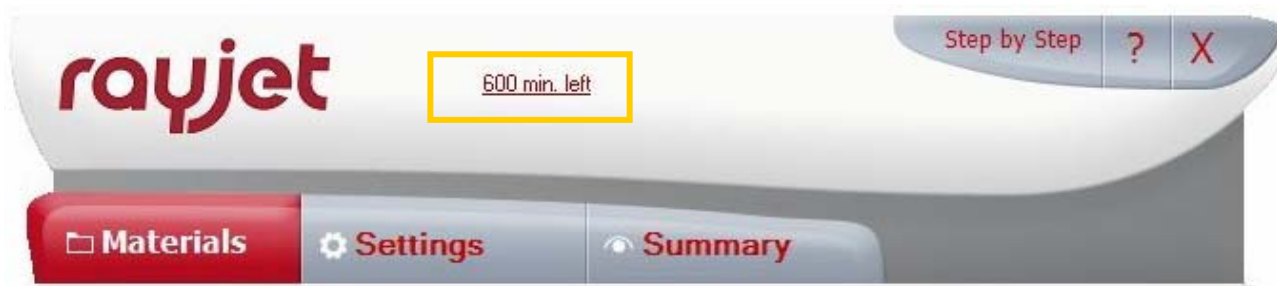 rayjet
600 min. left
Step by Step ? X
Materials Settings Summary